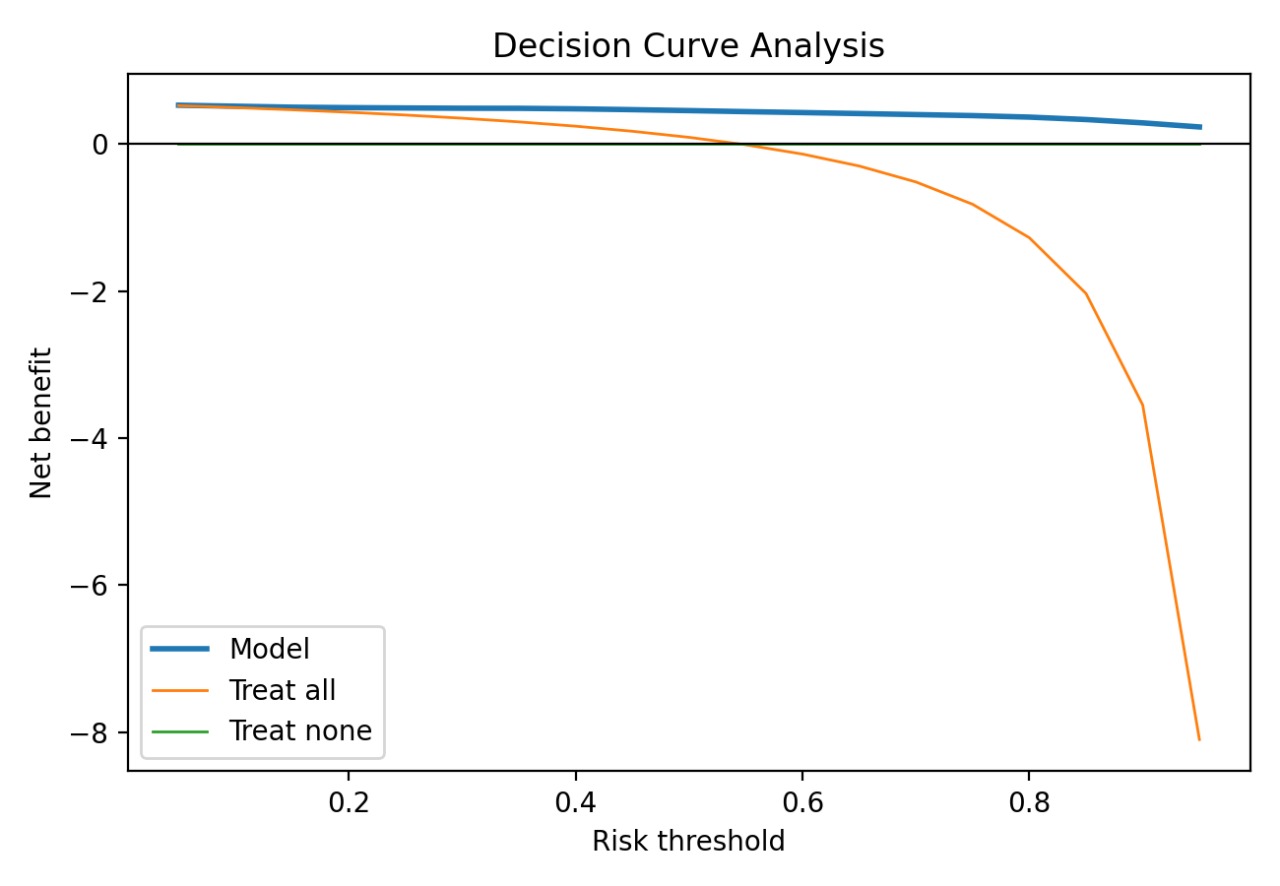 Decision Curve Analysis
Net benefit
0
−2
−4
−6
−8
Model
Treat all
Treat none
0.2 0.4 0.6 0.8
Risk threshold